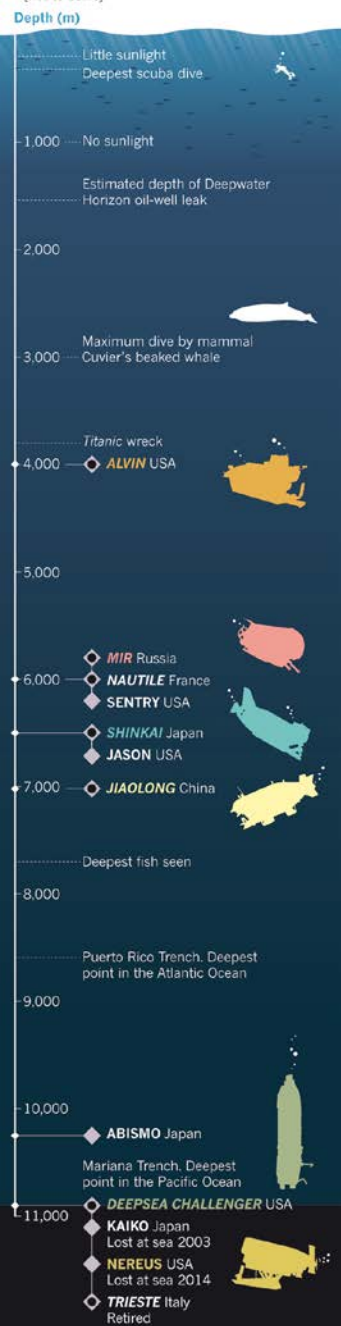 Depth (m)
Little sunlight
Deepest scuba dive
1,000
No sunlight
Estimated depth of Deepwater
Horizon oil-well leak
2,000
Maximum dive by mammal
3,000
Cuvier's beaked whale
Titanic wreck
4,000
ALVIN USA
5,000
MIR Russia
6,000
NAUTILE France
SENTRY USA
SHINKAI Japan
JASON USA
7,000
JIAOLONG China
Deepest fish seen
8,000
Puerto Rico Trench. Deepest
point in the Atlantic Ocean
9,000
10,000
ABISMO Japan
Mariana Trench. Deepest
point in the Pacific Ocean
DEEPSEA CHALLENGER USA
11,000
KAIKO Japan
Lost at sea 2003
NEREUS USA
Lost at sea 2014
TRIESTE Italy
Retired